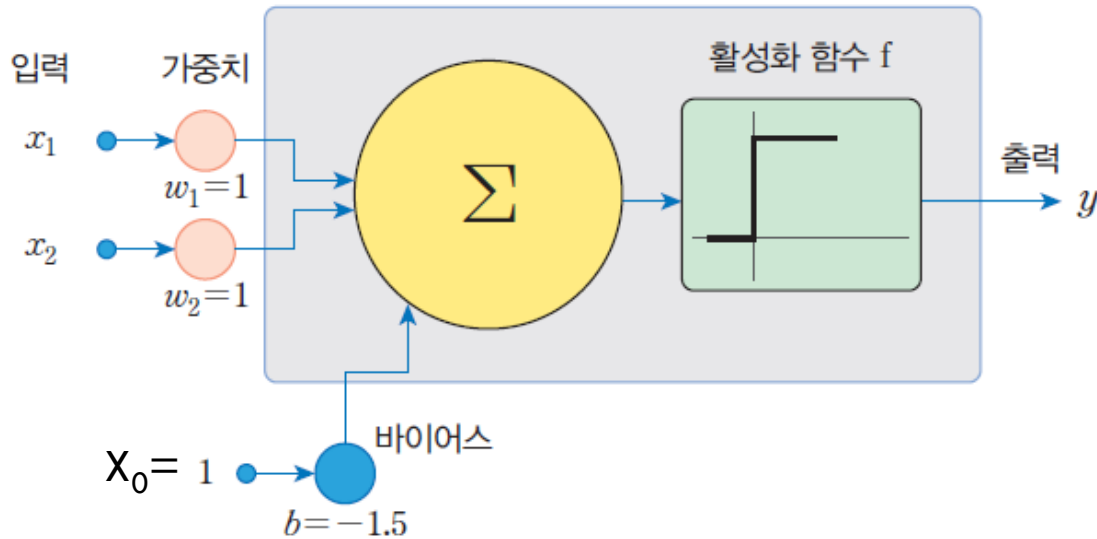 입력 가중치
활성화 함수 f
x₁
w₁=1
Σ
출력
y
x₂
w₂=1
바이어스
x₀= 1
b=−1.5